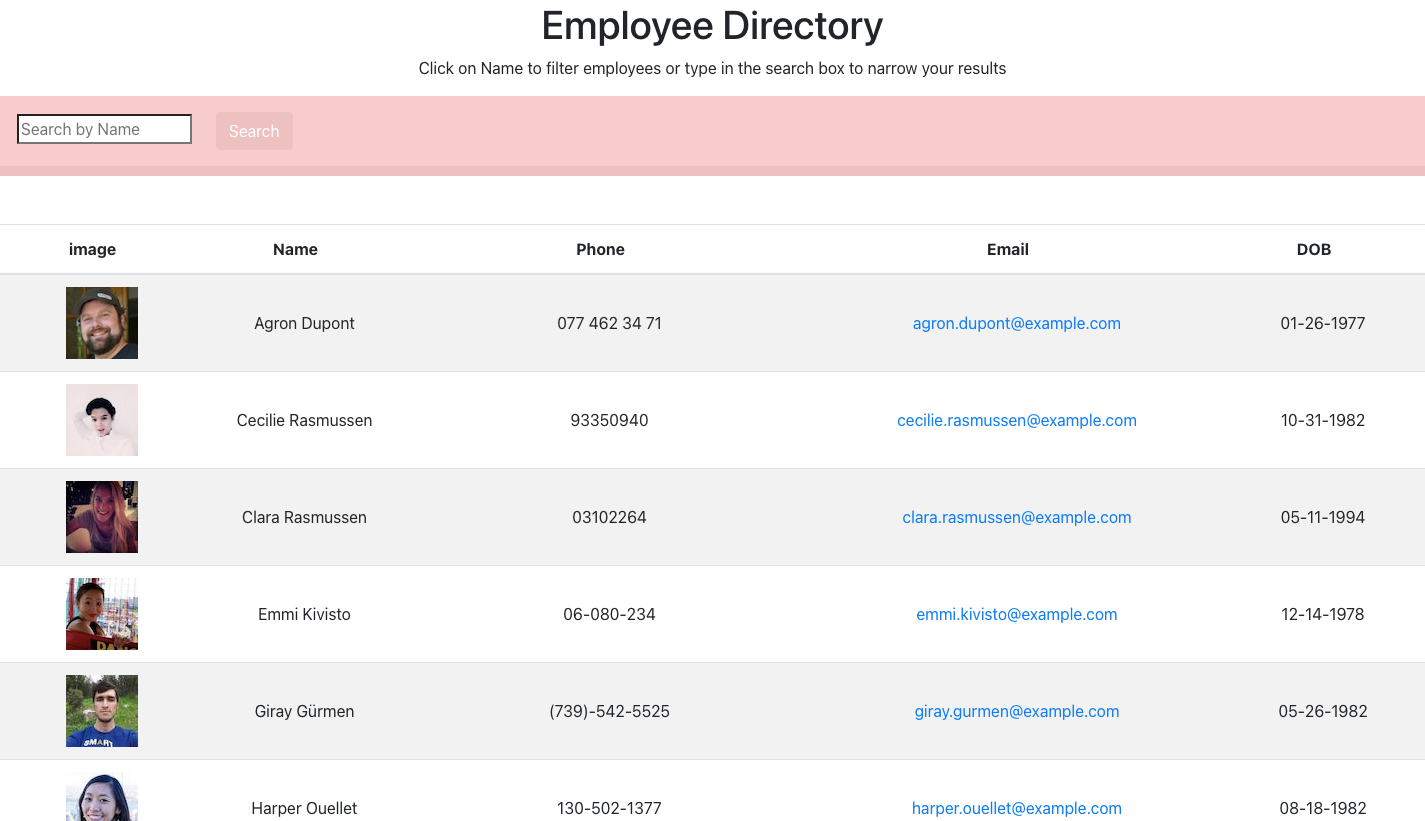 Employee Directory
Click on Name to filter employees or type in the search box to narrow your results
Search by Name Search
image Name Phone Email DOB
Agron Dupont 077 462 34 71 agron.dupont@example.com 01-26-1977
Cecilie Rasmussen 93350940 cecilie.rasmussen@example.com 10-31-1982
Clara Rasmussen 03102264 clara.rasmussen@example.com 05-11-1994
Emmi Kivisto 06-080-234 emmi.kivisto@example.com 12-14-1978
Giray Gürmen (739)-542-5525 giray.gurmen@example.com 05-26-1982
SMART
Harper Ouellet 130-502-1377 harper.ouellet@example.com 08-18-1982